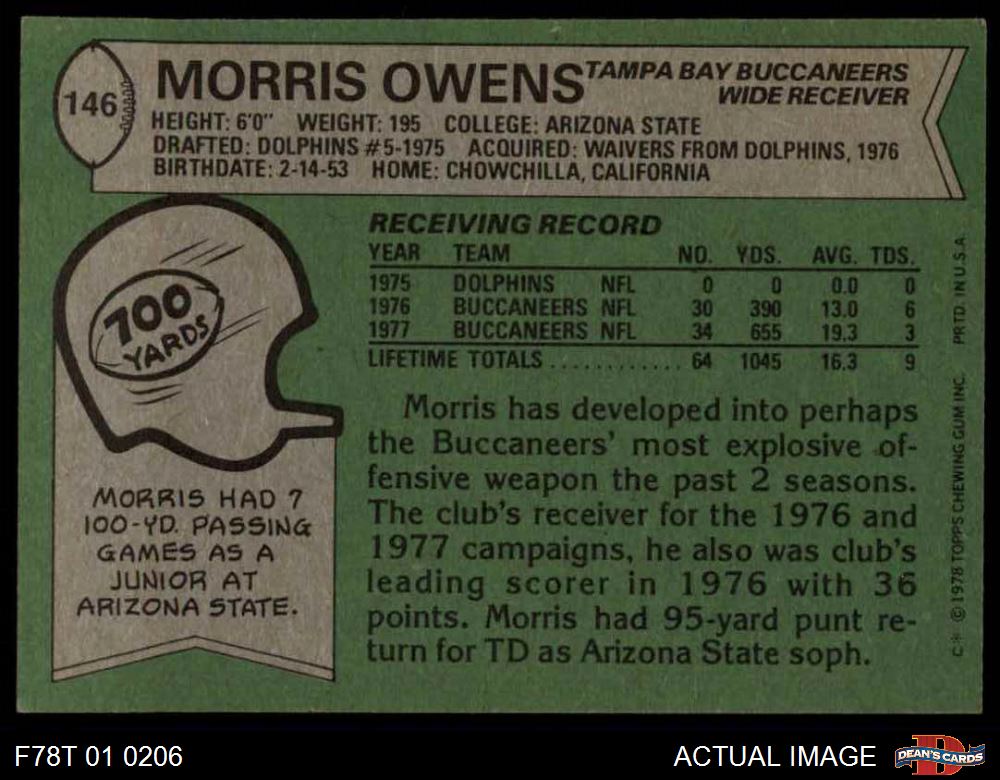 146
MORRIS OWENS
TAMPA BAY BUCCANEERS
WIDE RECEIVER
HEIGHT: 6'0" WEIGHT: 195 COLLEGE: ARIZONA STATE
DRAFTED: DOLPHINS #5-1975 ACQUIRED: WAIVERS FROM DOLPHINS, 1976
BIRTHDATE: 2-14-53 HOME: CHOWCHILLA, CALIFORNIA
700
YARDS
MORRIS HAD 7
100-YD. PASSING
GAMES AS A
JUNIOR AT
ARIZONA STATE.
RECEIVING RECORD
YEAR TEAM NO. YDS. AVG. TDS.
1975 DOLPHINS NFL 0 0 0.0 0
1976 BUCCANEERS NFL 30 390 13.0 6
1977 BUCCANEERS NFL 34 655 19.3 3
LIFETIME TOTALS ............ 64 1045 16.3 9
Morris has developed into perhaps
the Buccaneers' most explosive of-
fensive weapon the past 2 seasons.
The club's receiver for the 1976 and
1977 campaigns, he also was club's
leading scorer in 1976 with 36
points. Morris had 95-yard punt re-
turn for TD as Arizona State soph.
C* © 1978 TOPPS CHEWING GUM INC. PRTD. IN U.S.A.
F78T 01 0206
ACTUAL IMAGE
D
DEAN'S CARDS